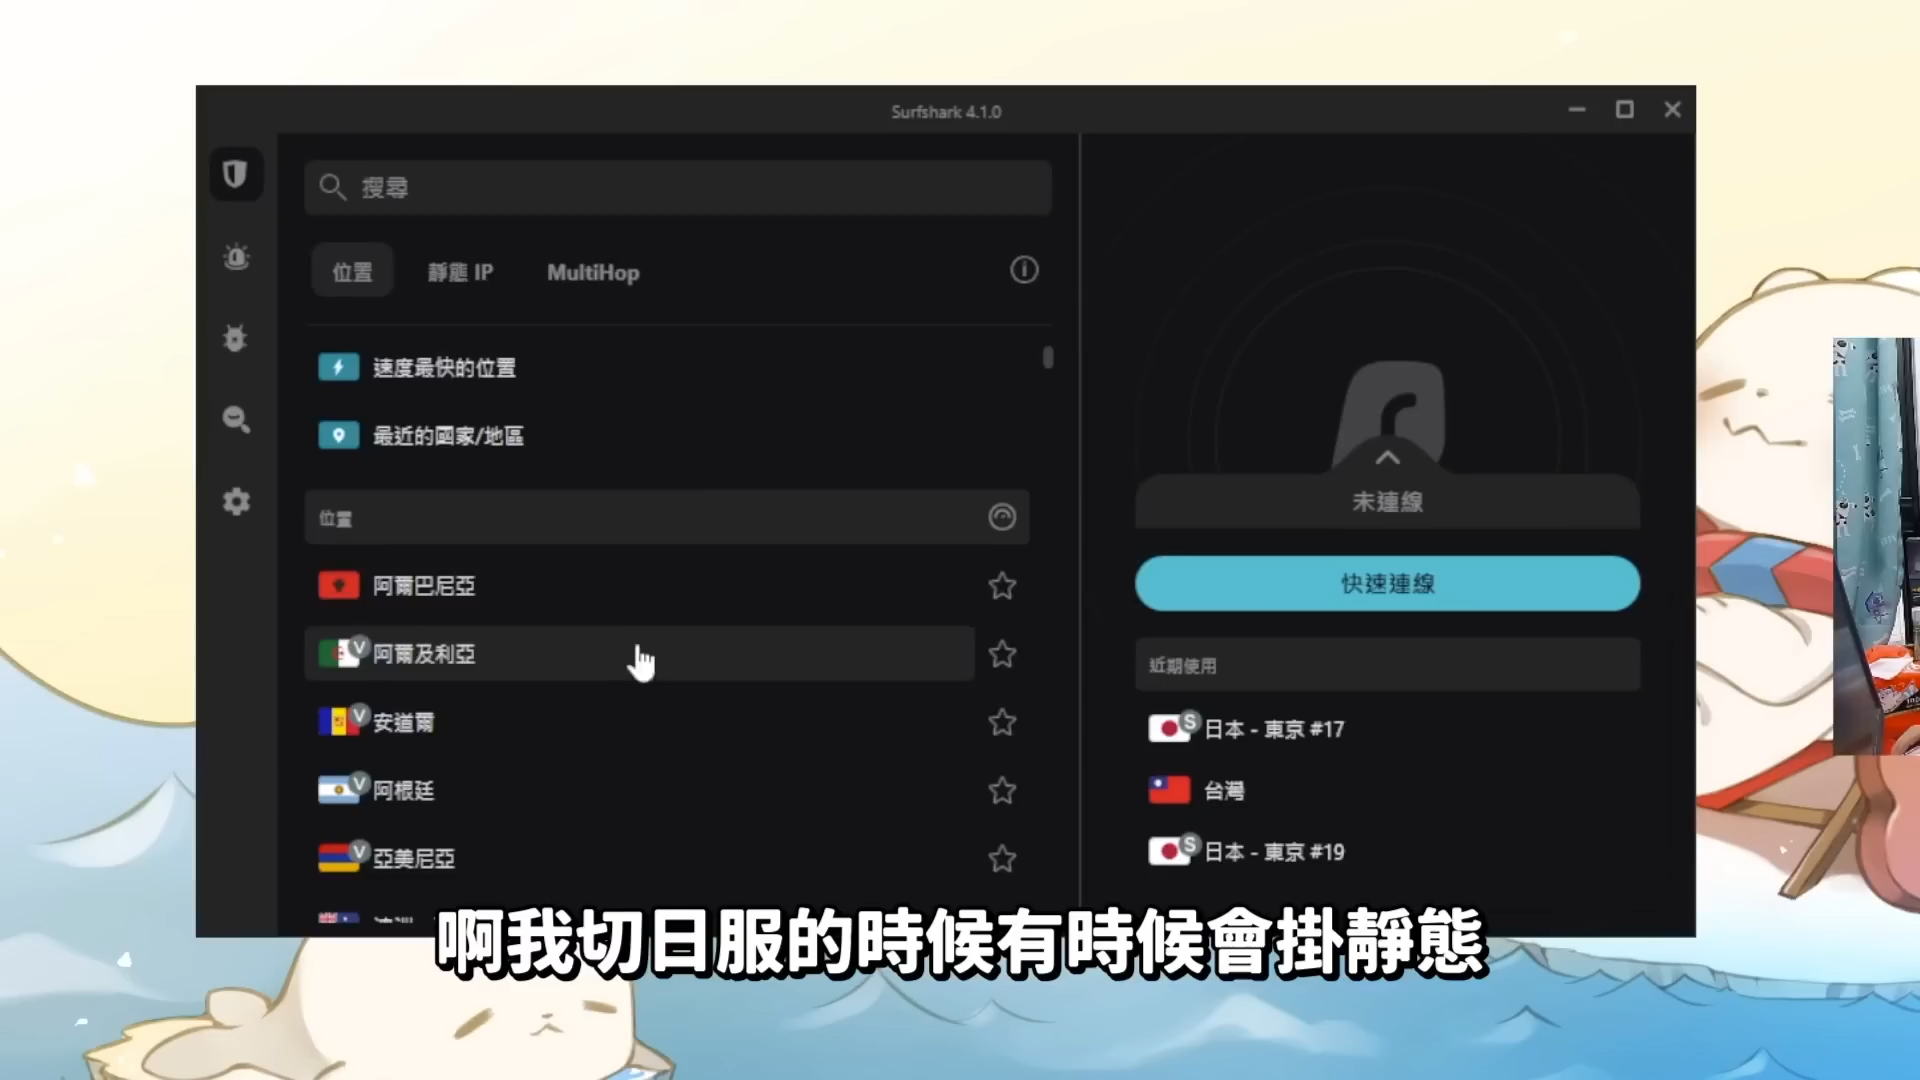 Surfshark 4.1.0
搜尋
位置
靜態 IP
MultiHop
速度最快的位置
最近的國家/地區
位置
阿爾巴尼亞
阿爾及利亞
安道爾
阿根廷
亞美尼亞
未連線
快速連線
近期使用
日本 - 東京 #17
台灣
日本 - 東京 #19
啊我切日服的時候有時候會掛靜態